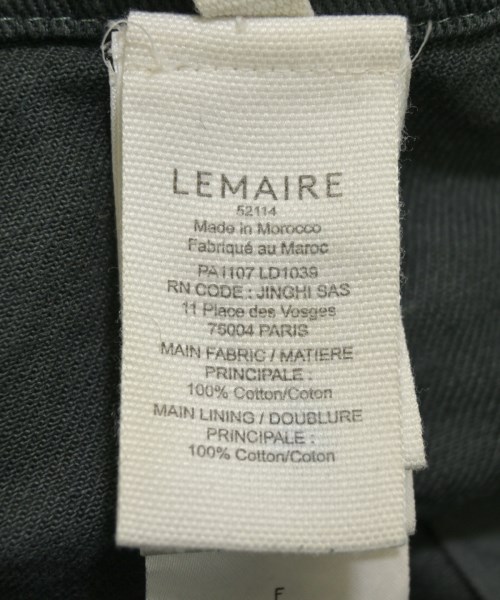 LEMAIRE
52114
Made in Morocco
Fabriqué au Maroc
PA1107 LD1039
RN CODE : JINGHI SAS
11 Place des Vosges
75004 PARIS
MAIN FABRIC / MATIERE
PRINCIPALE :
100% Cotton/Coton
MAIN LINING / DOUBLURE
PRINCIPALE :
100% Cotton/Coton